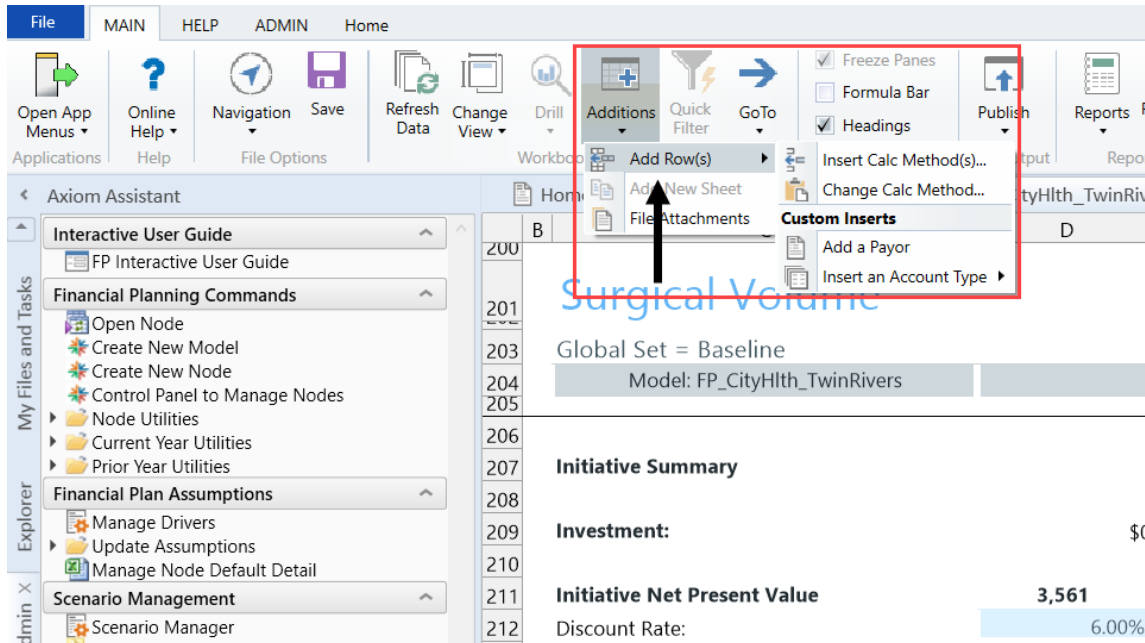 File MAIN HELP ADMIN Home
Open App Menus
Online Help
Navigation
Save
Refresh Data
Change View
Drill
Additions
Quick Filter
GoTo
Freeze Panes
Formula Bar
Headings
Publish
Reports
Applications Help File Options
Add Row(s)
Add New Sheet
File Attachments
Insert Calc Method(s)...
Change Calc Method...
Custom Inserts
Add a Payor
Insert an Account Type
Axiom Assistant
My Files and Tasks
Explorer
Interactive User Guide
FP Interactive User Guide
Financial Planning Commands
Open Node
Create New Model
Create New Node
Control Panel to Manage Nodes
Node Utilities
Current Year Utilities
Prior Year Utilities
Financial Plan Assumptions
Manage Drivers
Update Assumptions
Manage Node Default Detail
Scenario Management
Scenario Manager
B D
200
201 Surgical Volume
203 Global Set = Baseline
204 Model: FP_CityHlth_TwinRivers
205
206
207 Initiative Summary
208
209 Investment: $0
210
211 Initiative Net Present Value 3,561
212 Discount Rate: 6.00%